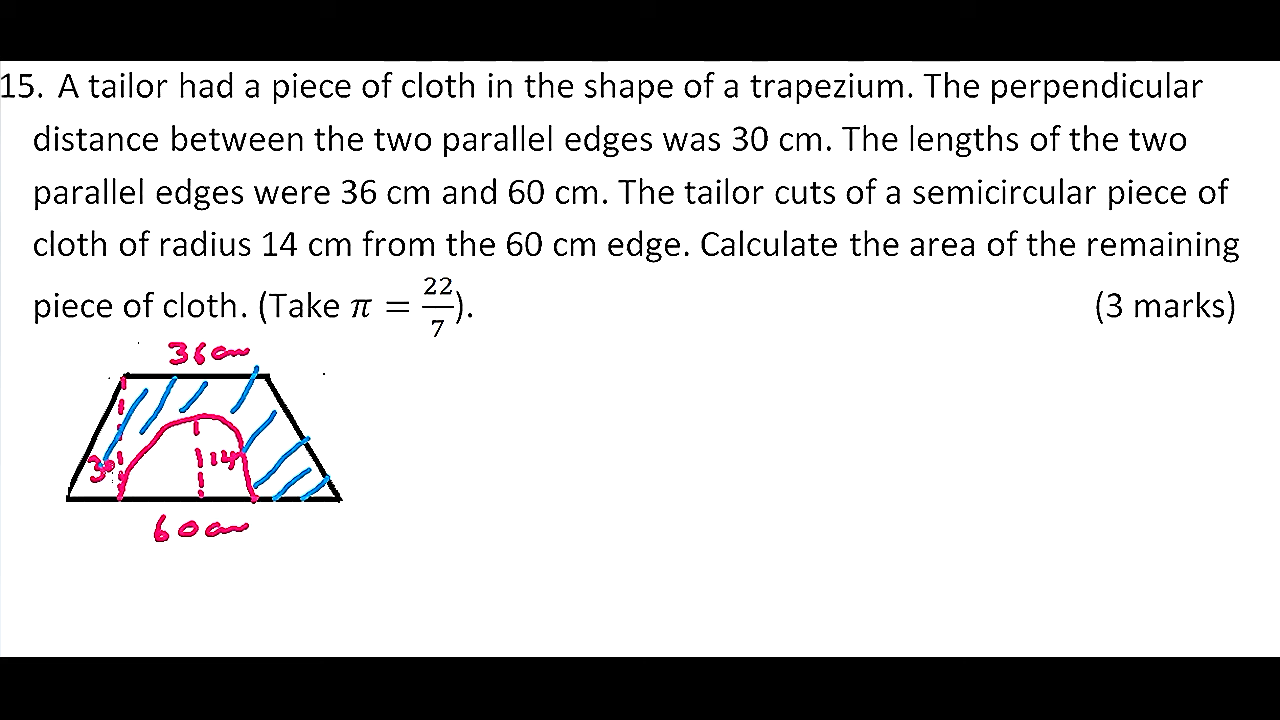 15. A tailor had a piece of cloth in the shape of a trapezium. The perpendicular
distance between the two parallel edges was 30 cm. The lengths of the two
parallel edges were 36 cm and 60 cm. The tailor cuts of a semicircular piece of
cloth of radius 14 cm from the 60 cm edge. Calculate the area of the remaining
piece of cloth. (Take π = 22/7). (3 marks)
36cm
30 14
60cm